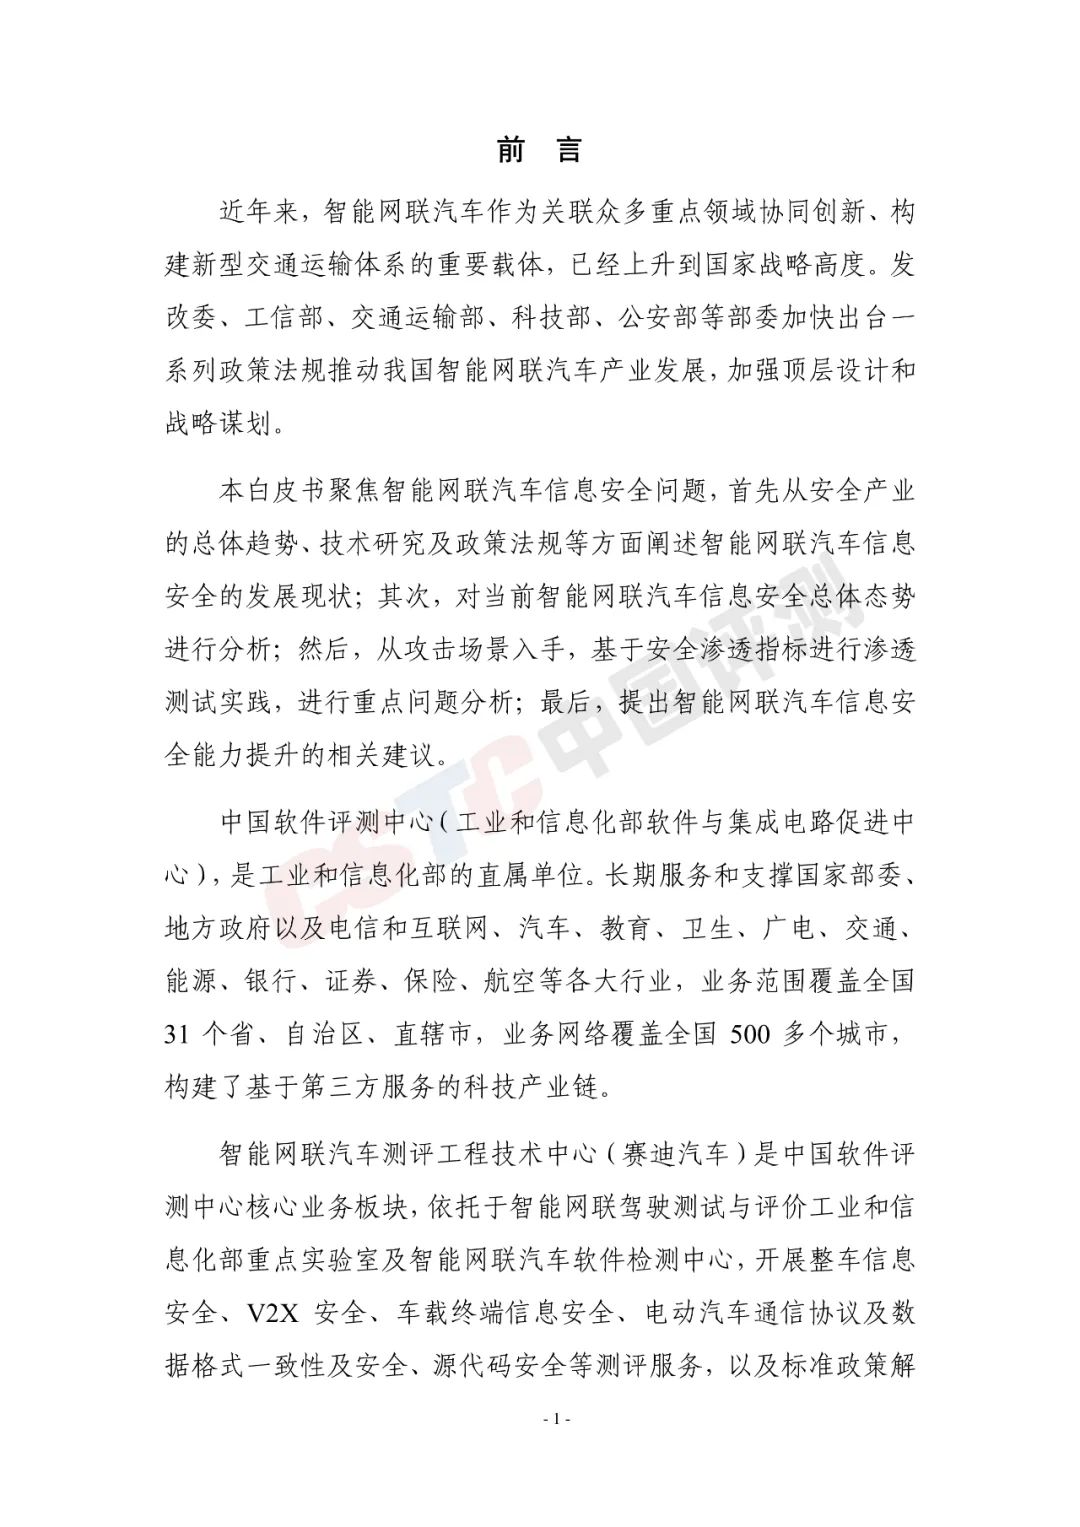 前　言
近年来，智能网联汽车作为关联众多重点领域协同创新、构
建新型交通运输体系的重要载体，已经上升到国家战略高度。发
改委、工信部、交通运输部、科技部、公安部等部委加快出台一
系列政策法规推动我国智能网联汽车产业发展，加强顶层设计和
战略谋划。
本白皮书聚焦智能网联汽车信息安全问题，首先从安全产业
的总体趋势、技术研究及政策法规等方面阐述智能网联汽车信息
安全的发展现状；其次，对当前智能网联汽车信息安全总体态势
进行分析；然后，从攻击场景入手，基于安全渗透指标进行渗透
测试实践，进行重点问题分析；最后，提出智能网联汽车信息安
全能力提升的相关建议。
中国软件评测中心（工业和信息化部软件与集成电路促进中
心），是工业和信息化部的直属单位。长期服务和支撑国家部委、
地方政府以及电信和互联网、汽车、教育、卫生、广电、交通、
能源、银行、证券、保险、航空等各大行业，业务范围覆盖全国
31 个省、自治区、直辖市，业务网络覆盖全国 500 多个城市，
构建了基于第三方服务的科技产业链。
智能网联汽车测评工程技术中心（赛迪汽车）是中国软件评
测中心核心业务板块，依托于智能网联驾驶测试与评价工业和信
息化部重点实验室及智能网联汽车软件检测中心，开展整车信息
安全、V2X 安全、车载终端信息安全、电动汽车通信协议及数
据格式一致性及安全、源代码安全等测评服务，以及标准政策解
- 1 -
CSTC中国评测